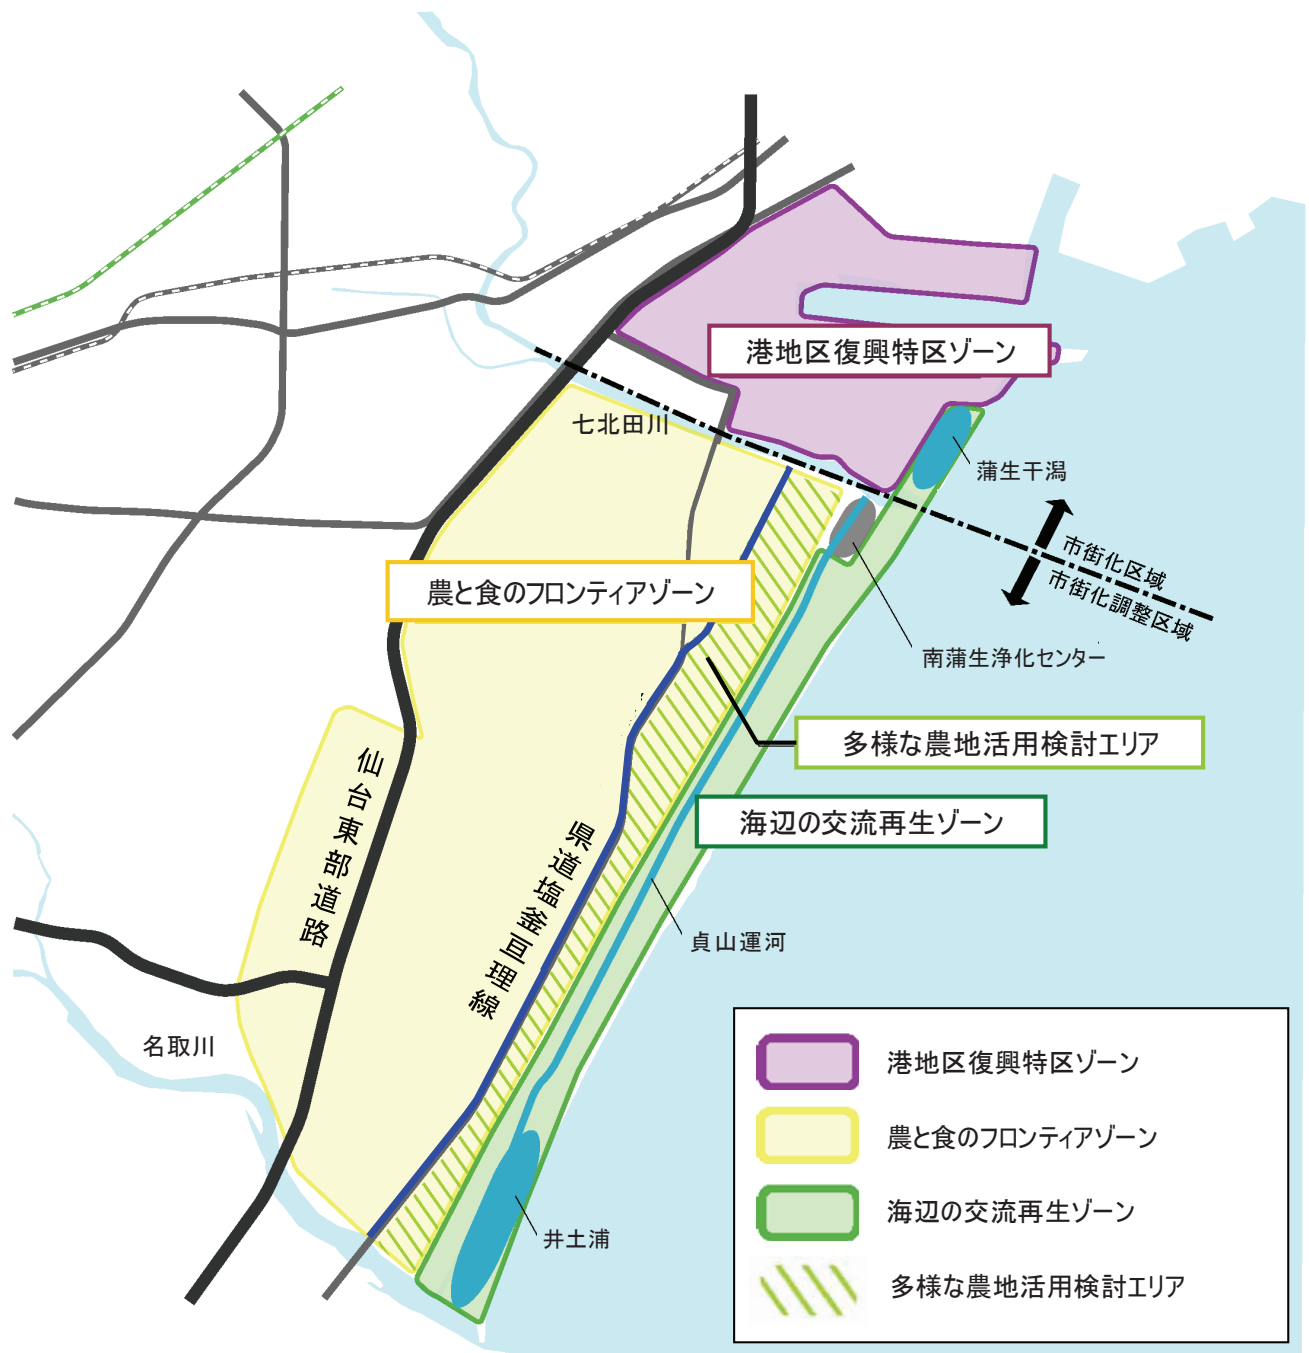 港地区復興特区ゾーン
七北田川
蒲生干潟
市街化区域
市街化調整区域
農と食のフロンティアゾーン
南蒲生浄化センター
多様な農地活用検討エリア
仙台東部道路
海辺の交流再生ゾーン
県道塩釜亘理線
貞山運河
名取川
井土浦
港地区復興特区ゾーン
農と食のフロンティアゾーン
海辺の交流再生ゾーン
多様な農地活用検討エリア